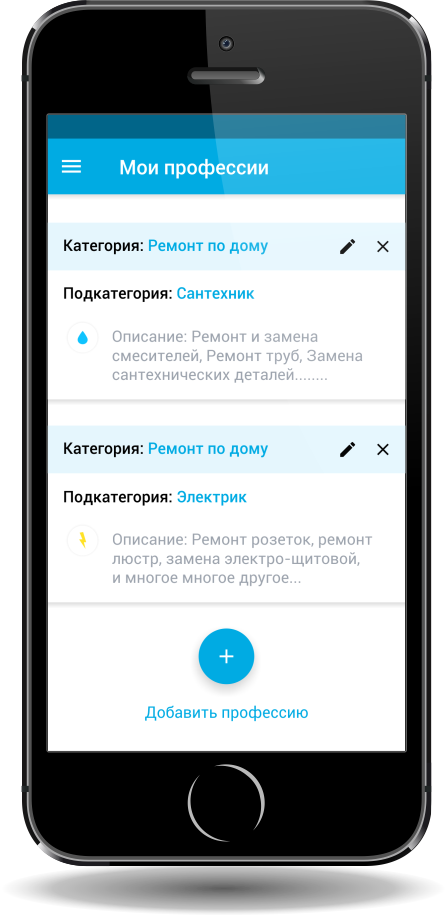 Мои профессии
Категория: Ремонт по дому
Подкатегория: Сантехник
Описание: Ремонт и замена
смесителей, Ремонт труб, Замена
сантехнических деталей........
Категория: Ремонт по дому
Подкатегория: Электрик
Описание: Ремонт розеток, ремонт
люстр, замена электро-щитовой,
и многое многое другое...
Добавить профессию